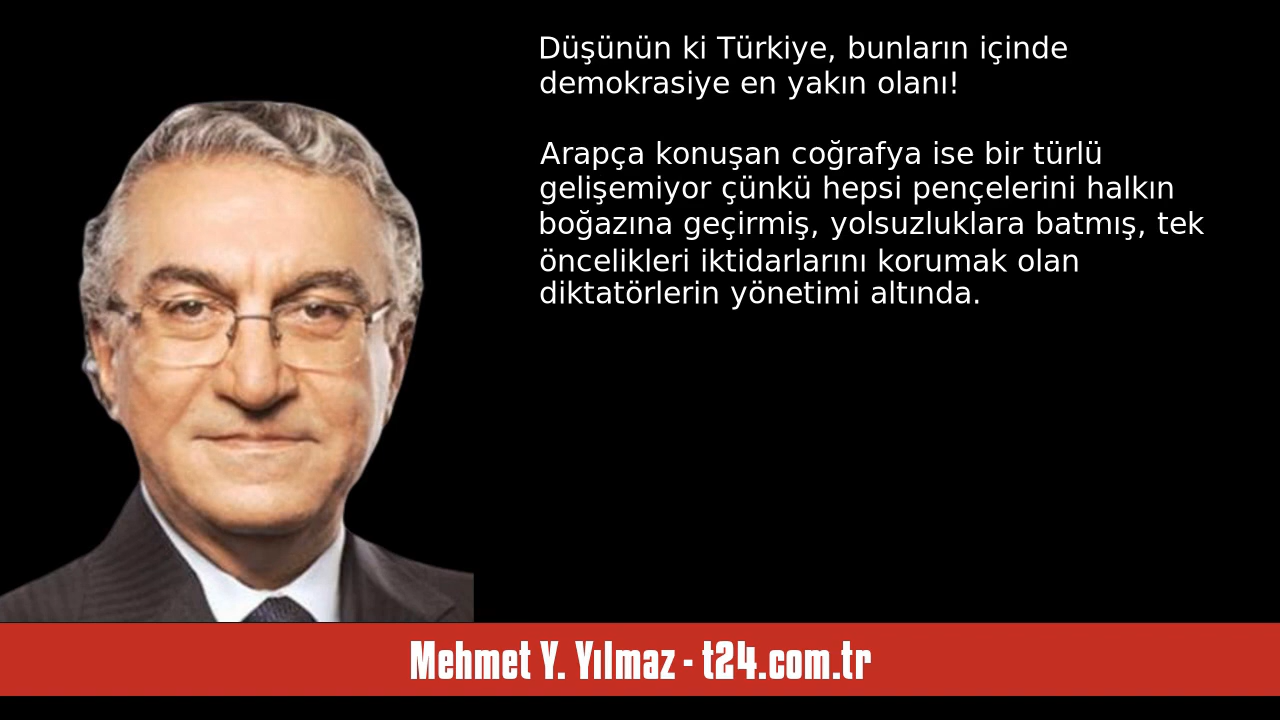 Düşünün ki Türkiye, bunların içinde
demokrasiye en yakın olanı!
Arapça konuşan coğrafya ise bir türlü
gelişemiyor çünkü hepsi pençelerini halkın
boğazına geçirmiş, yolsuzluklara batmış, tek
öncelikleri iktidarlarını korumak olan
diktatörlerin yönetimi altında.
Mehmet Y. Yılmaz - t24.com.tr